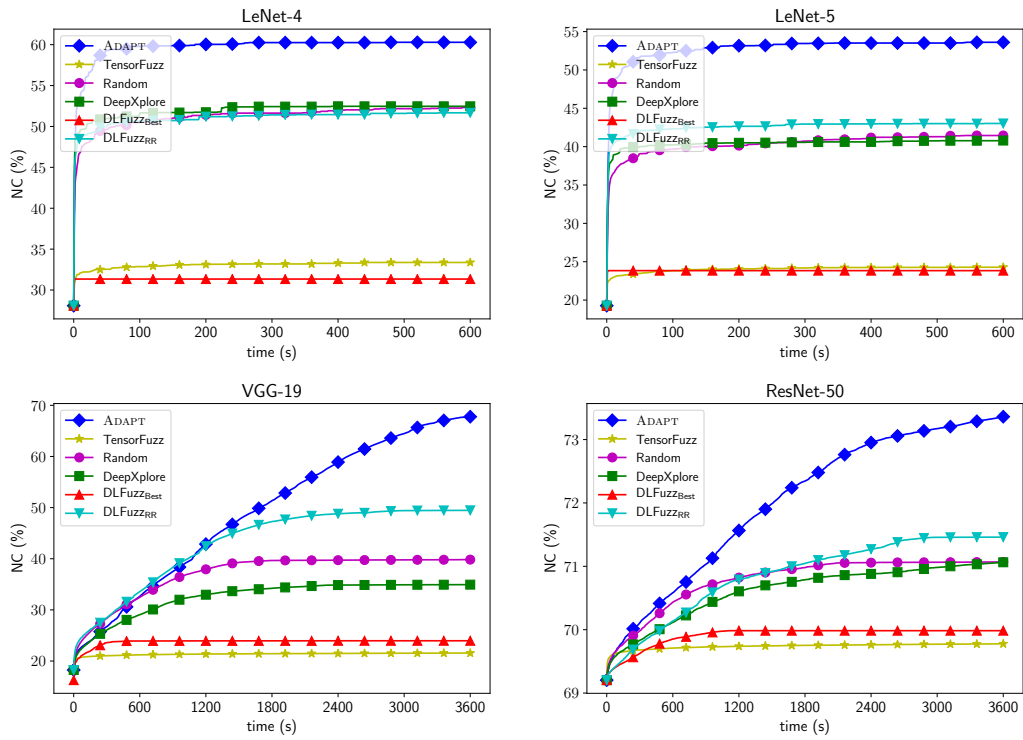 LeNet-4
NC (%)
60
55
50
45
40
35
30
ADAPT
TensorFuzz
Random
DeepXplore
DLFuzzBest
DLFuzzRR
0 100 200 300 400 500 600
time (s)
LeNet-5
NC (%)
55
50
45
40
35
30
25
20
ADAPT
TensorFuzz
Random
DeepXplore
DLFuzzBest
DLFuzzRR
0 100 200 300 400 500 600
time (s)
VGG-19
NC (%)
70
60
50
40
30
20
ADAPT
TensorFuzz
Random
DeepXplore
DLFuzzBest
DLFuzzRR
0 600 1200 1800 2400 3000 3600
time (s)
ResNet-50
NC (%)
73
72
71
70
69
ADAPT
TensorFuzz
Random
DeepXplore
DLFuzzBest
DLFuzzRR
0 600 1200 1800 2400 3000 3600
time (s)